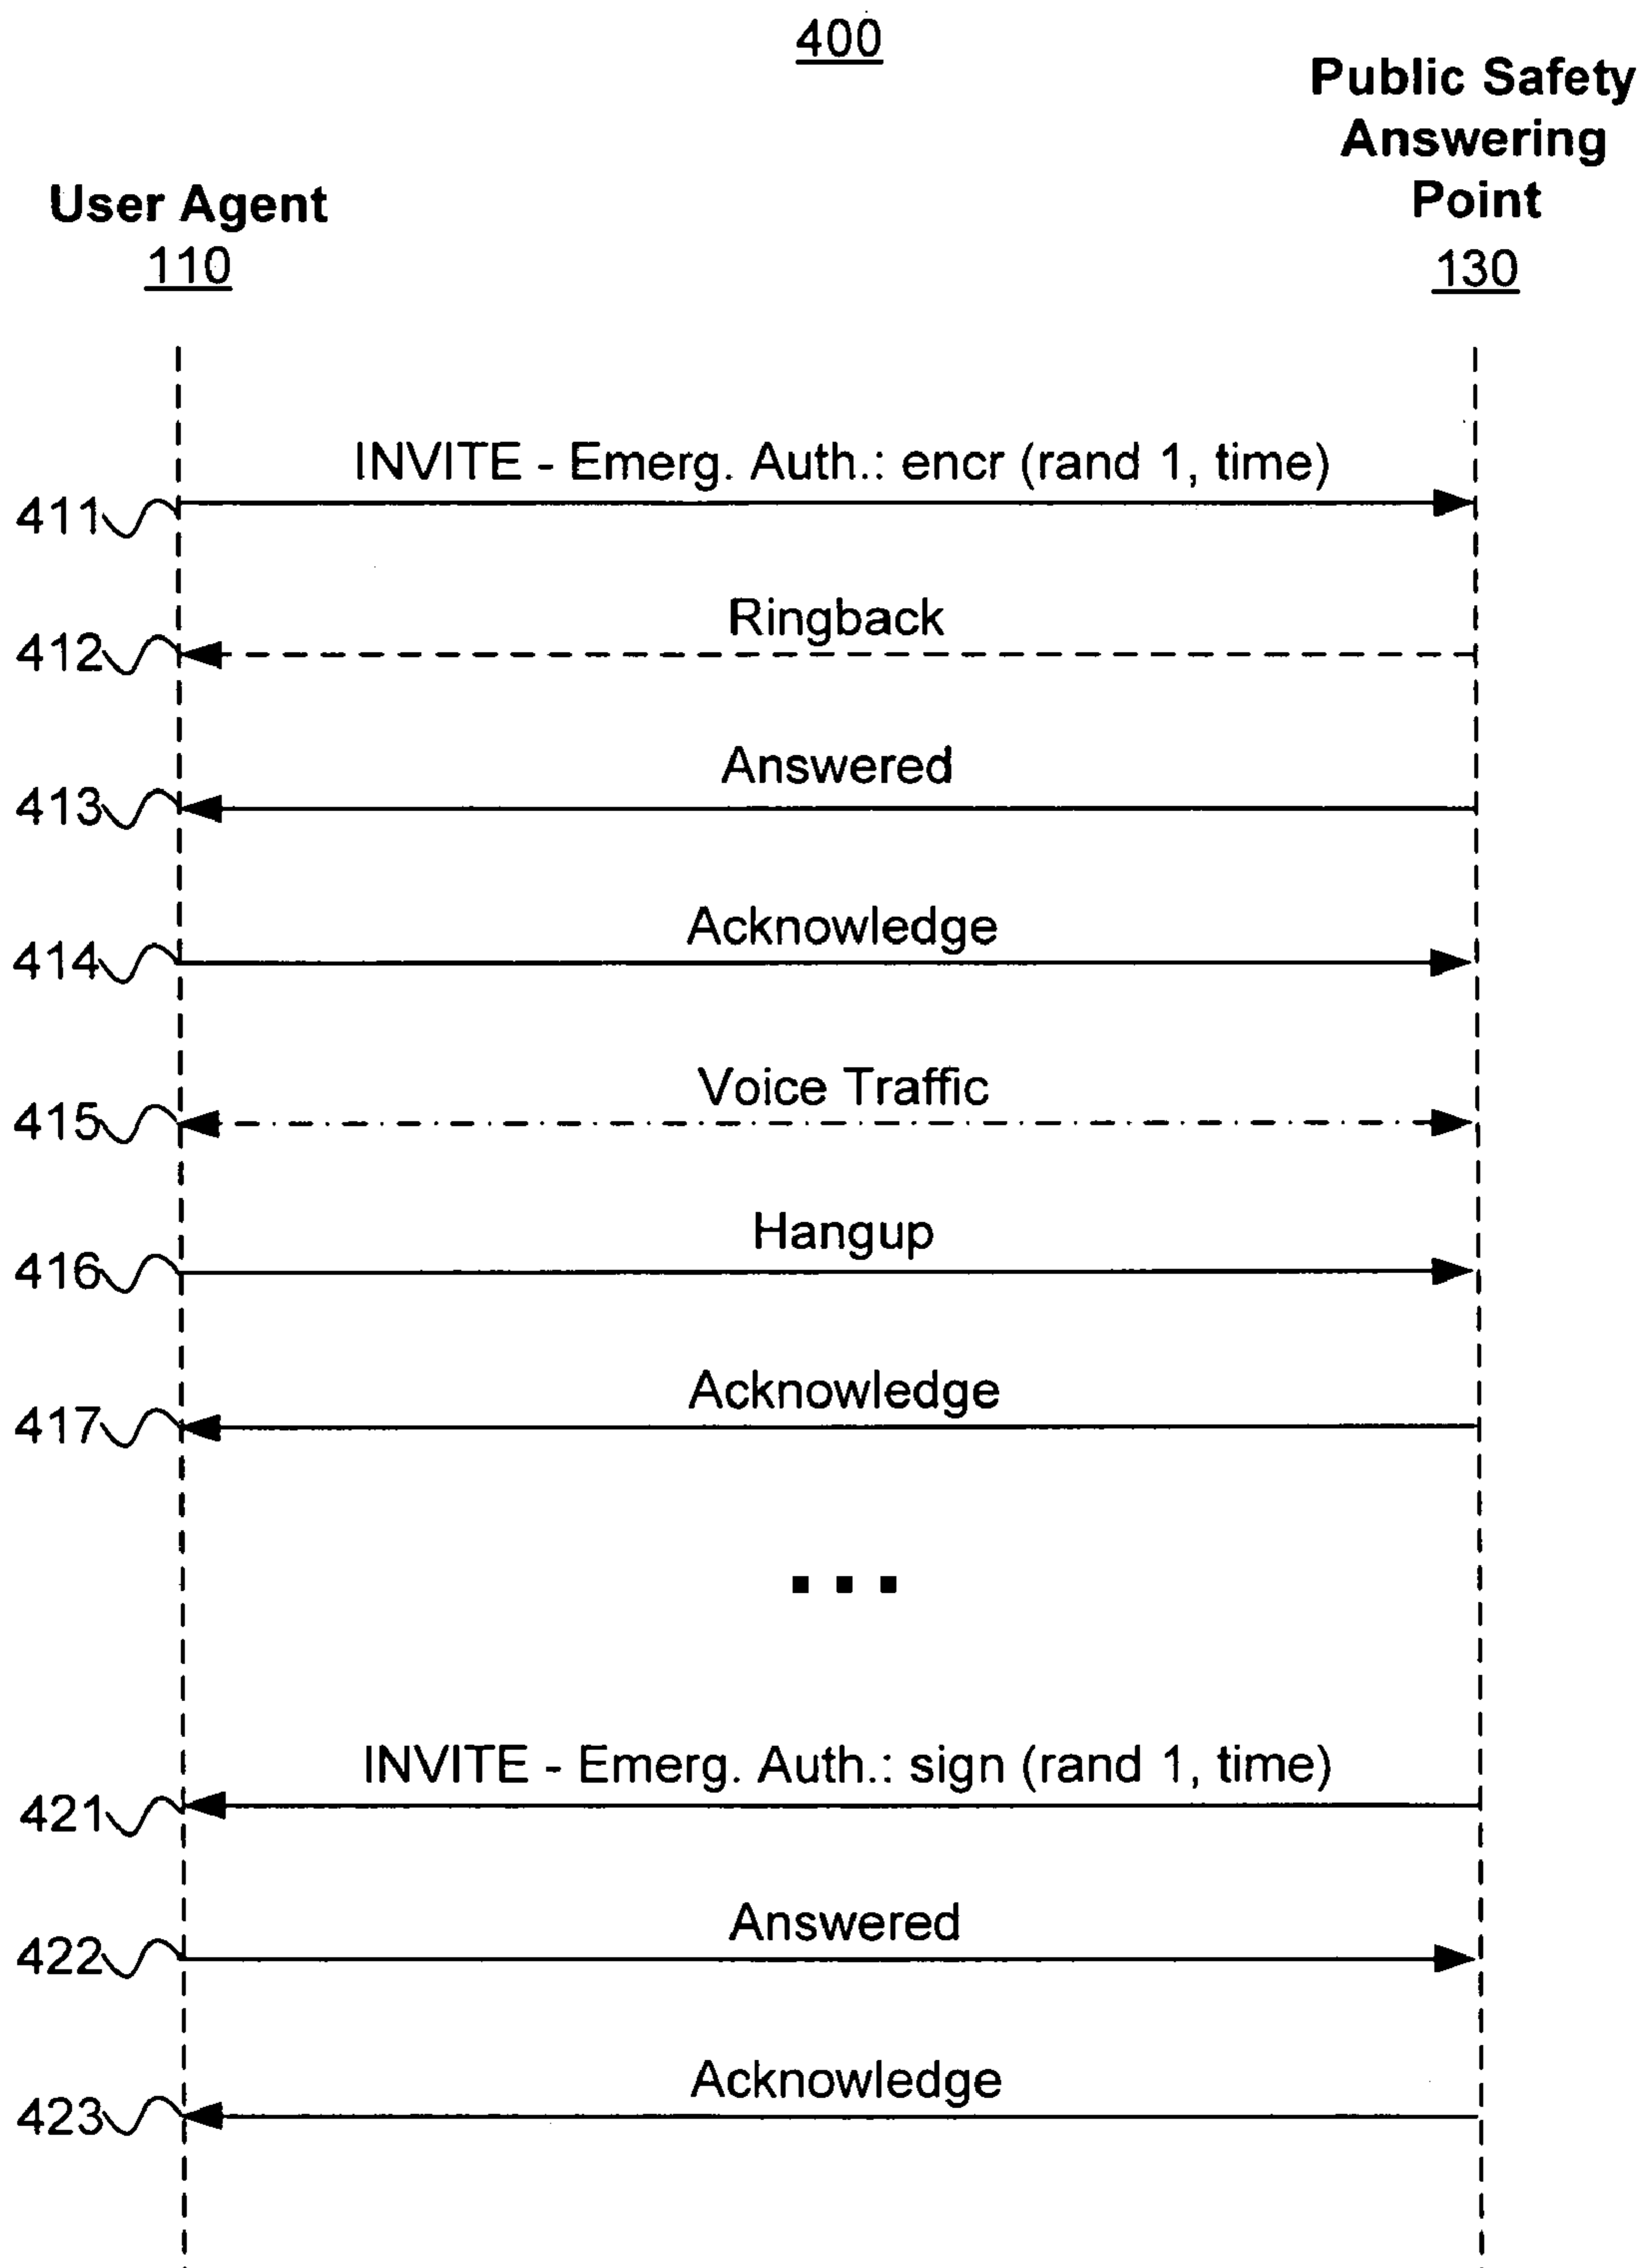 400
Public Safety
Answering
Point
130
User Agent
110
INVITE - Emerg. Auth.: encr (rand 1, time)
411
Ringback
412
Answered
413
Acknowledge
414
Voice Traffic
415
Hangup
416
Acknowledge
417
...
INVITE - Emerg. Auth.: sign (rand 1, time)
421
Answered
422
Acknowledge
423